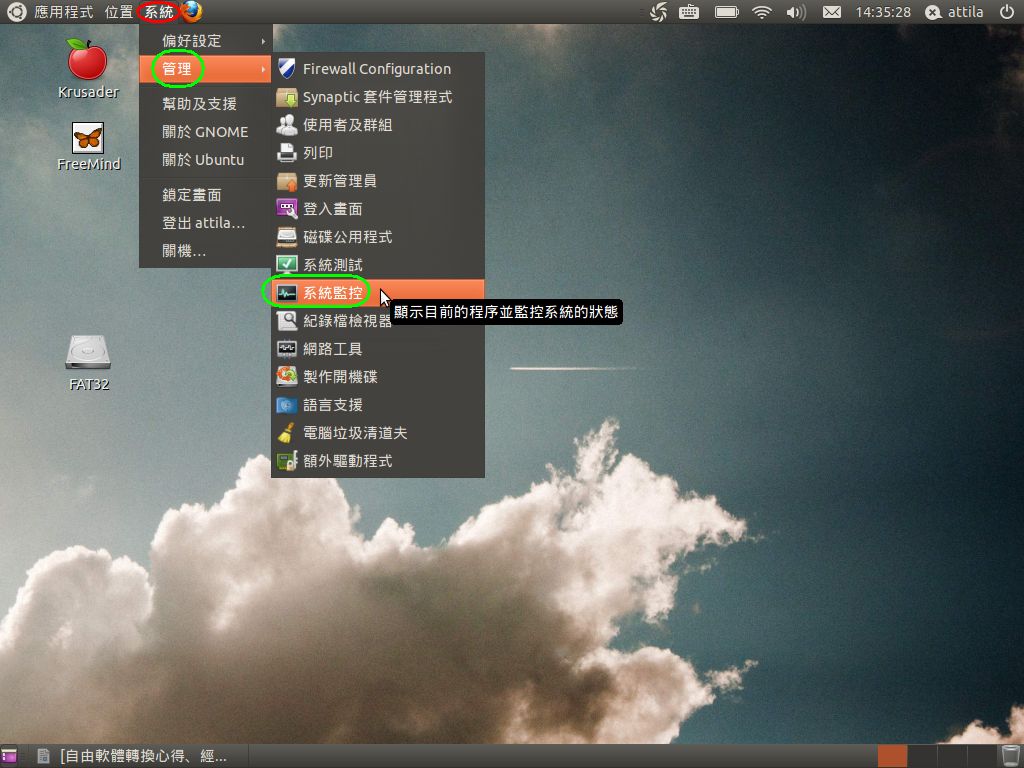 應用程式 位置 系統 14:35:28 attila
Krusader
FreeMind
FAT32
偏好設定
管理
幫助及支援
關於 GNOME
關於 Ubuntu
鎖定畫面
登出 attila...
關機...
Firewall Configuration
Synaptic 套件管理程式
使用者及群組
列印
更新管理員
登入畫面
磁碟公用程式
系統測試
系統監控
顯示目前的程序並監控系統的狀態
紀錄檔檢視器
網路工具
製作開機碟
語言支援
電腦垃圾清道夫
額外驅動程式
[自由軟體轉換心得、經...